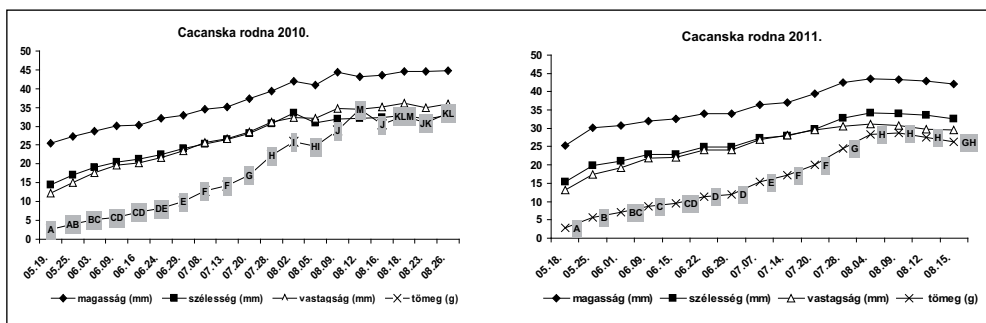 Cacanska rodna 2010.
50
45
40
35
30
25
20
15
10
5
0
A AB BC CD CD DE E F F G H I HI J M J KLM JK KL
05.19. 05.25. 06.03. 06.09. 06.16 06.24. 06.29. 07.08. 07.13. 07.20. 07.28. 08.02. 08.05. 08.09. 08.12. 08.16. 08.18. 08.23. 08.26.
magasság (mm) szélesség (mm) vastagság (mm) tömeg (g)
Cacanska rodna 2011.
50
45
40
35
30
25
20
15
10
5
0
A B BC C CD D D E F F G H H H GH
05.18. 05.25. 06.01. 06.09. 06.15. 06.22. 06.29. 07.07. 07.14. 07.20. 07.28. 08.04. 08.09. 08.12. 08.15.
magasság (mm) szélesség (mm) vastagság (mm) tömeg (g)